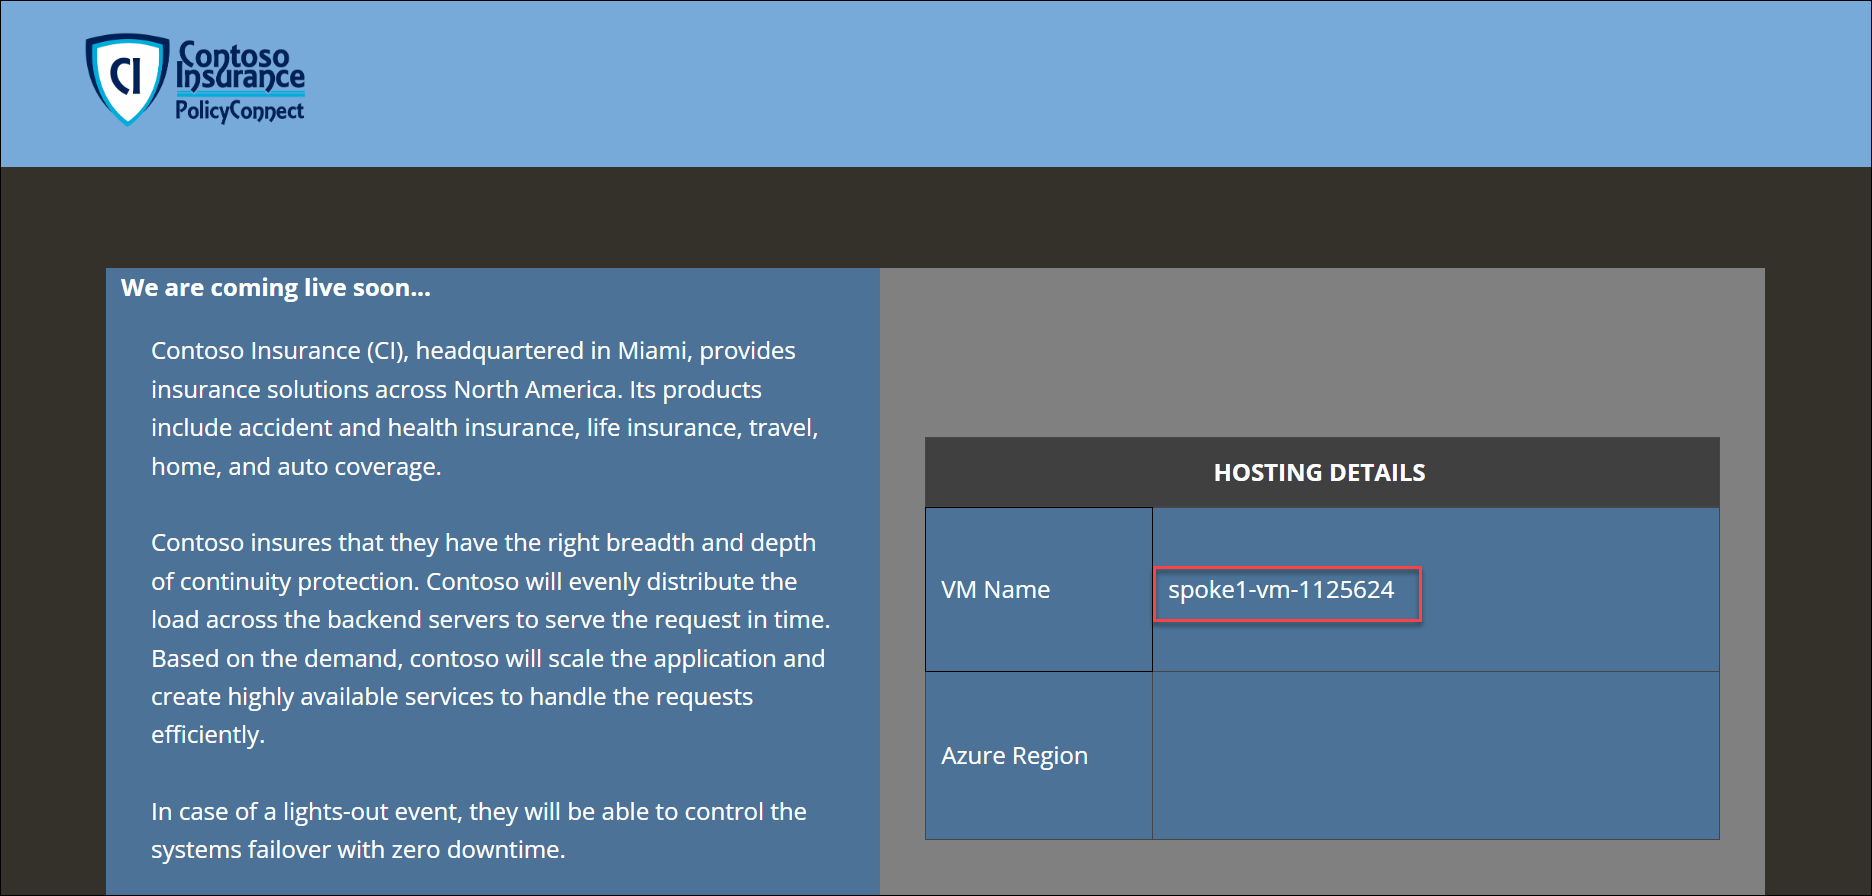 CI
Contoso
Insurance
PolicyConnect
We are coming live soon...
Contoso Insurance (CI), headquartered in Miami, provides
insurance solutions across North America. Its products
include accident and health insurance, life insurance, travel,
home, and auto coverage.
Contoso insures that they have the right breadth and depth
of continuity protection. Contoso will evenly distribute the
load across the backend servers to serve the request in time.
Based on the demand, contoso will scale the application and
create highly available services to handle the requests
efficiently.
In case of a lights-out event, they will be able to control the
systems failover with zero downtime.
HOSTING DETAILS
VM Name
spoke1-vm-1125624
Azure Region